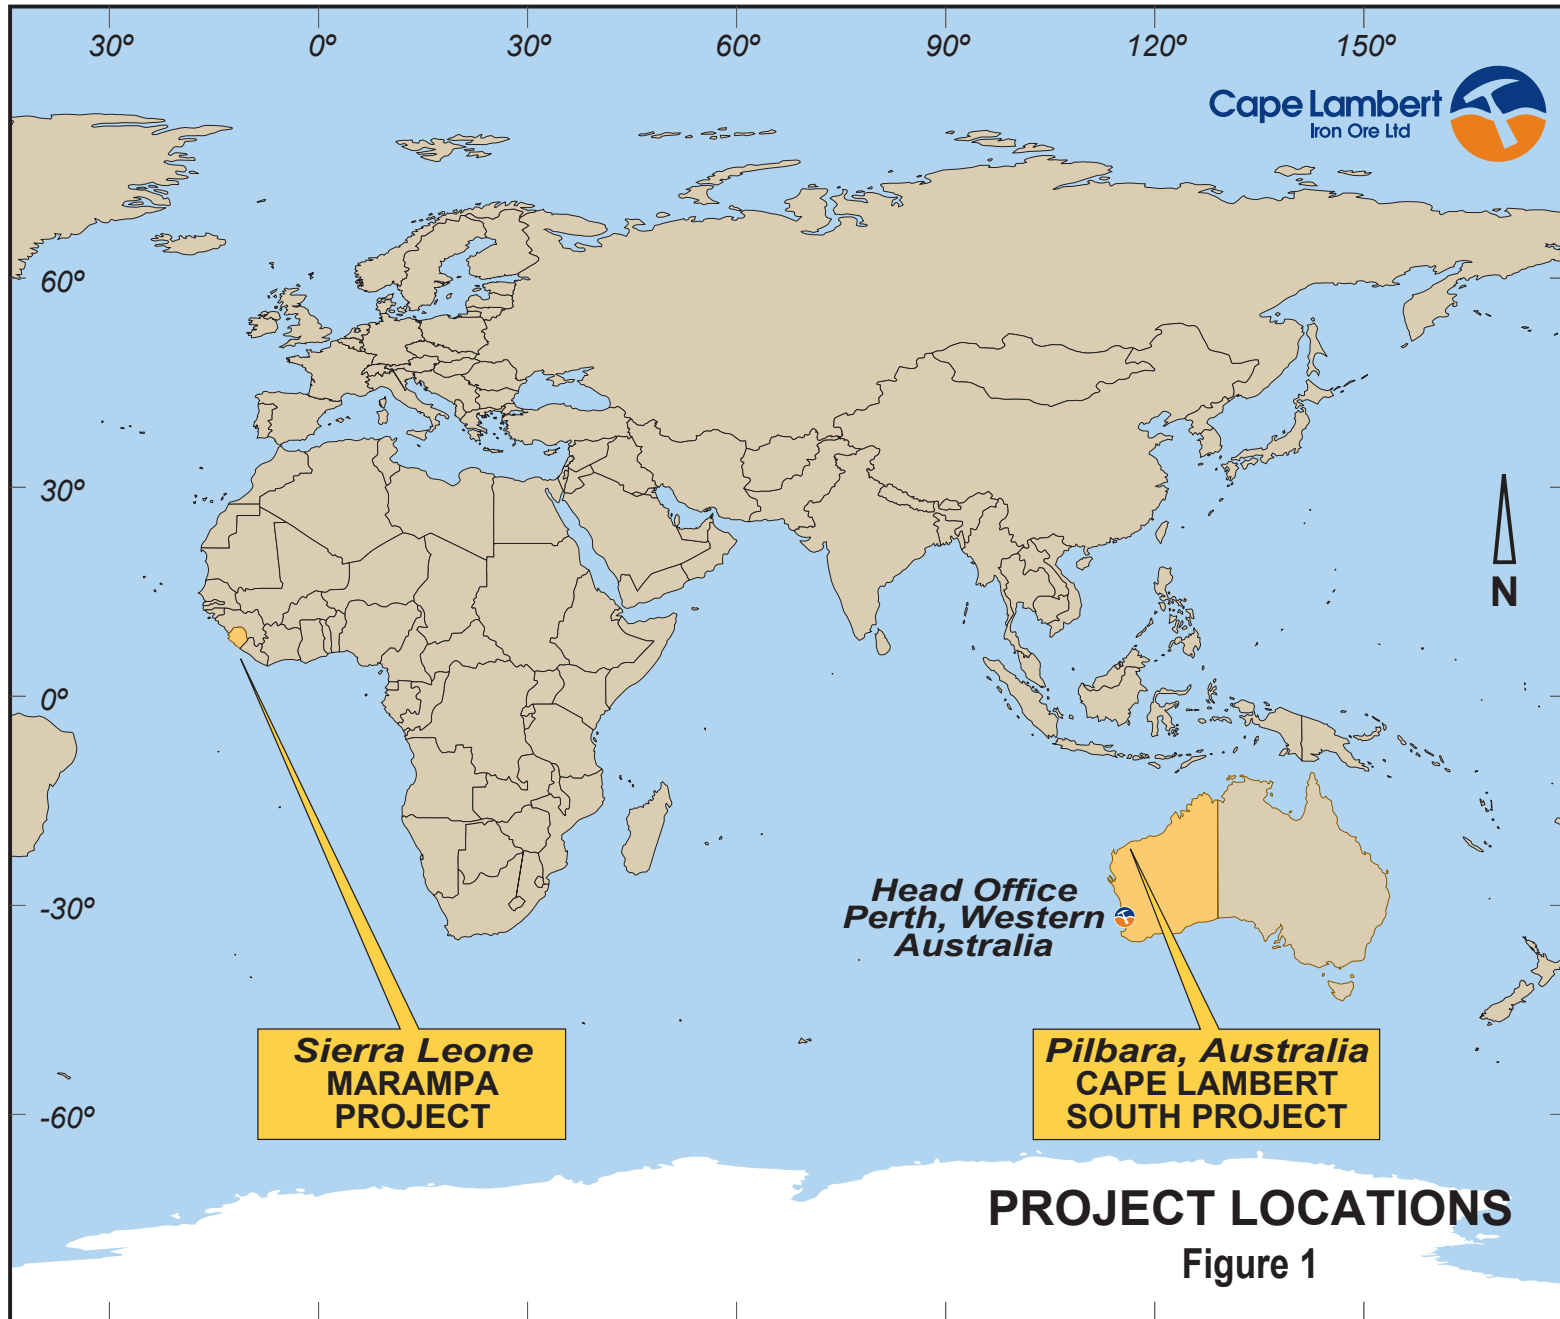 30º 0º 30º 60º 90º 120º 150º
Cape Lambert
Iron Ore Ltd
60º
30º
N
0º
-30º
Head Office
Perth, Western
Australia
Sierra Leone
MARAMPA
PROJECT
Pilbara, Australia
CAPE LAMBERT
SOUTH PROJECT
-60º
PROJECT LOCATIONS
Figure 1